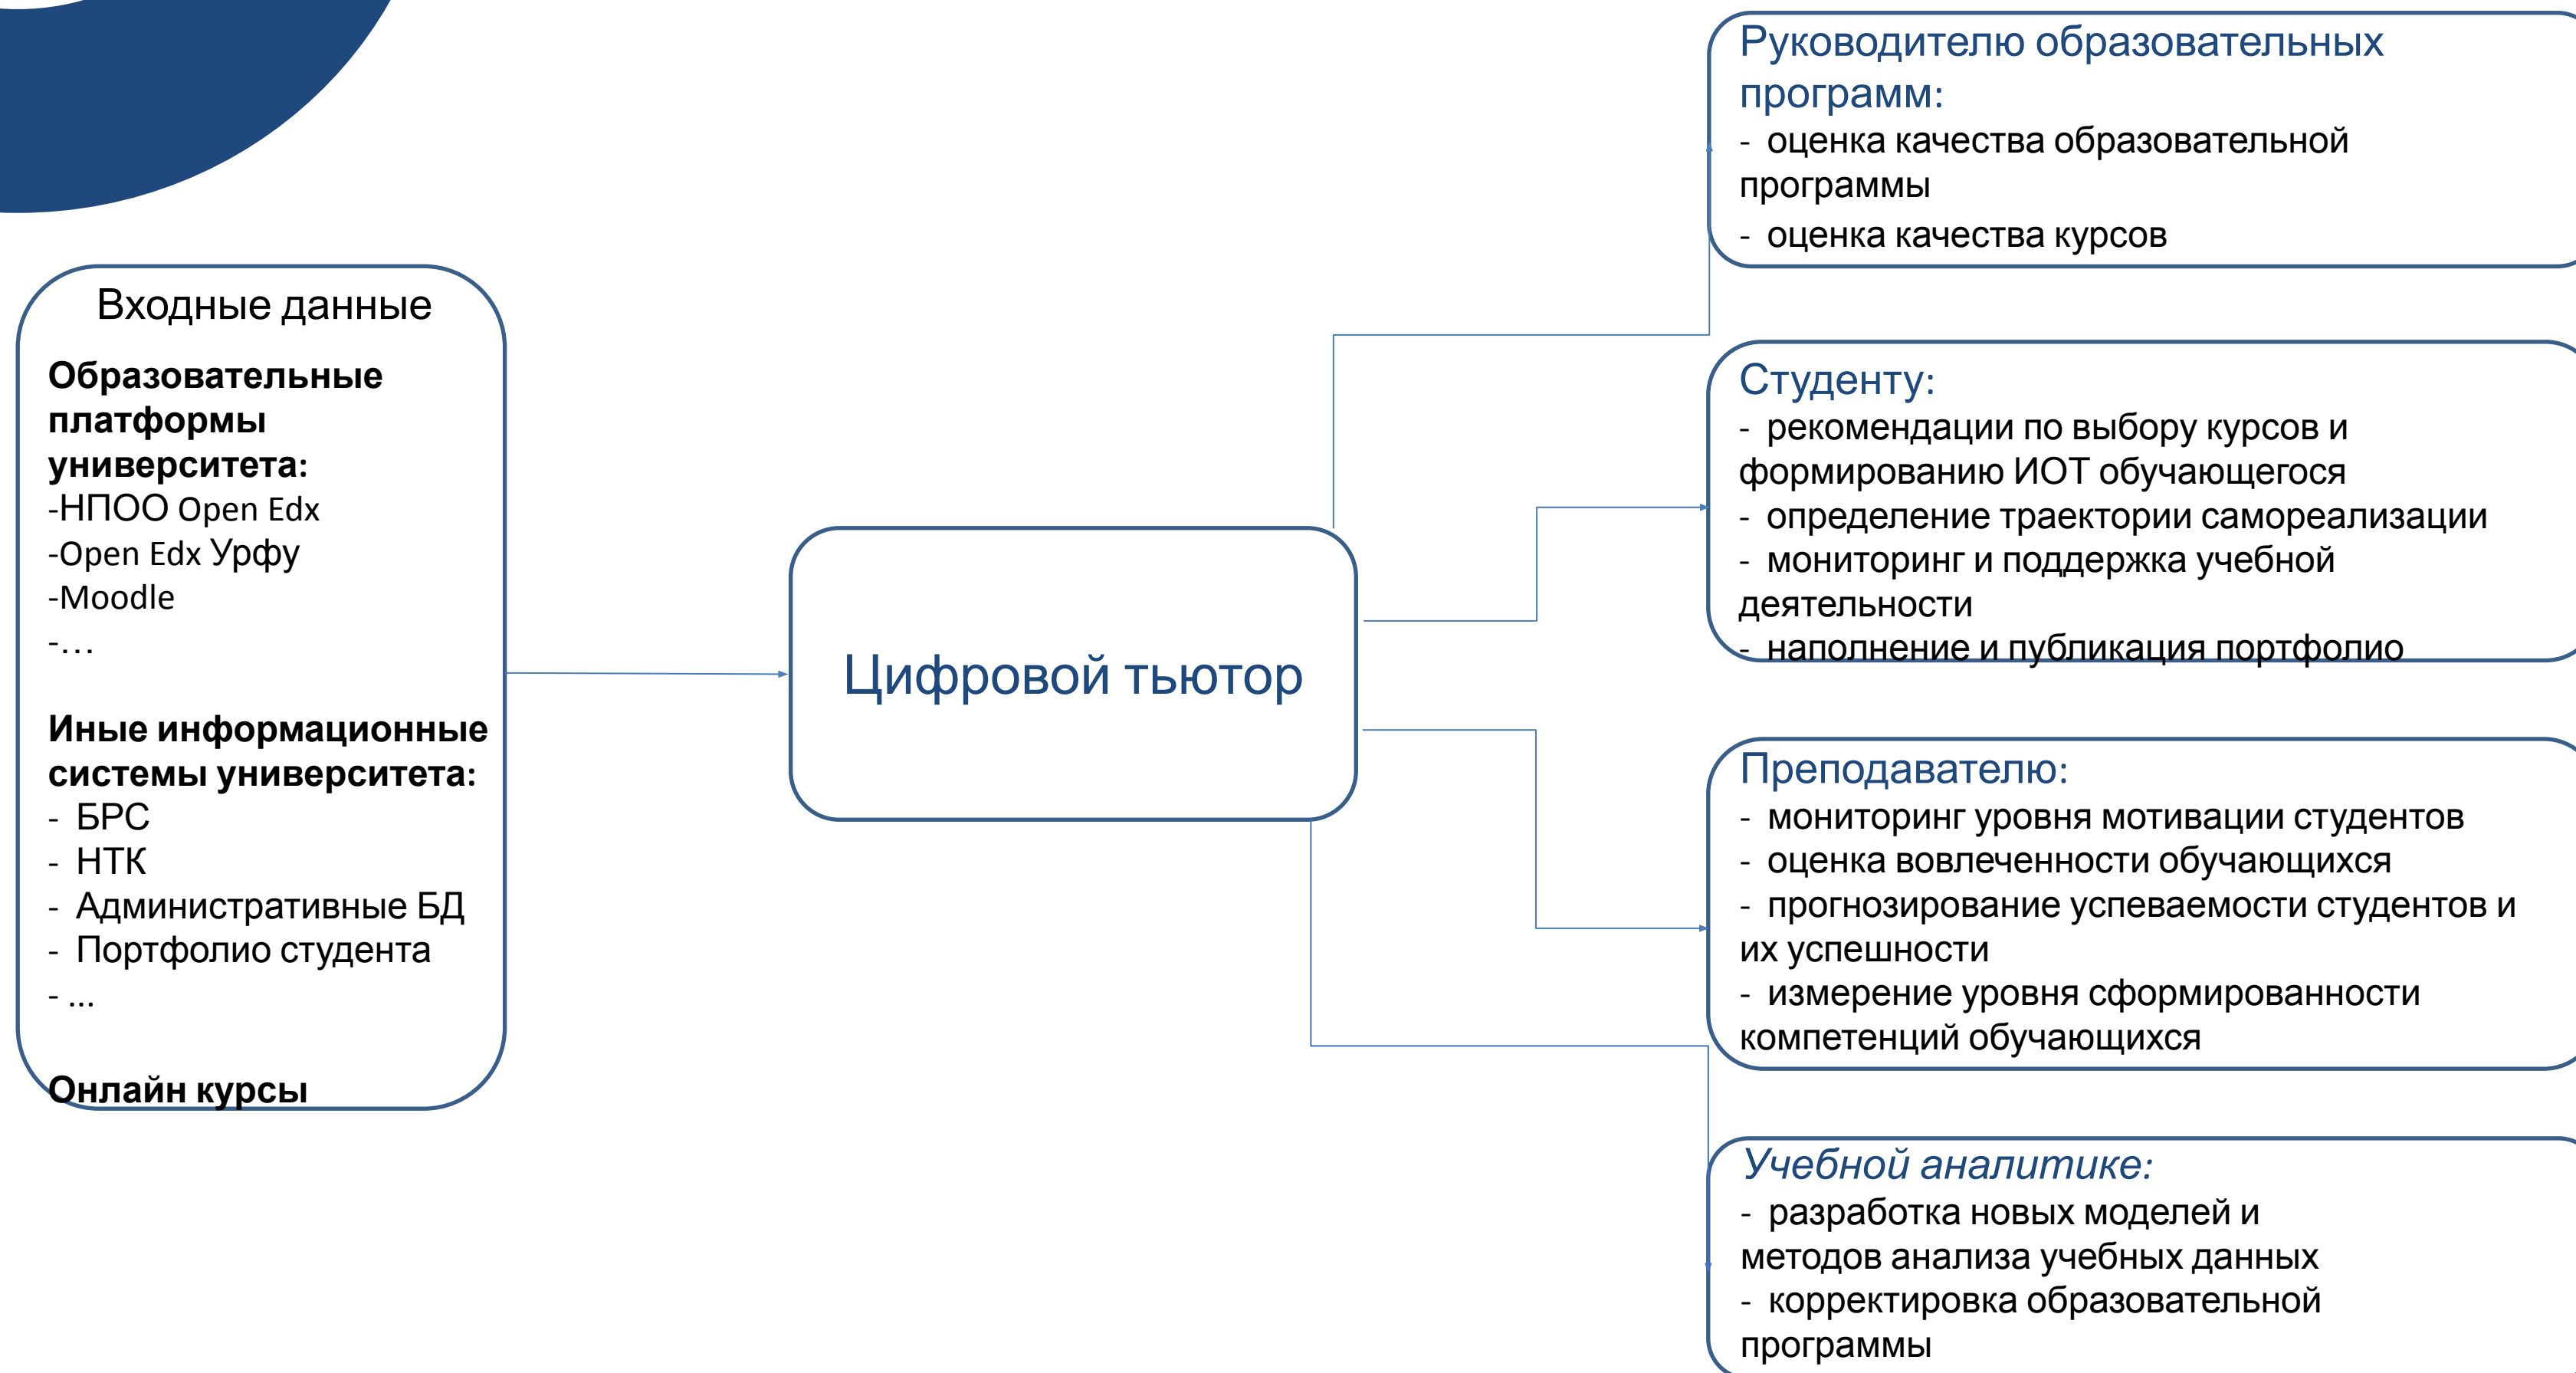 Входные данные
Образовательные
платформы
университета:
-НПОО Open Edx
-Open Edx Урфу
-Moodle
-…
Иные информационные
системы университета:
- БРС
- НТК
- Административные БД
- Портфолио студента
- ...
Онлайн курсы
Цифровой тьютор
Руководителю образовательных
программ:
- оценка качества образовательной
программы
- оценка качества курсов
Студенту:
- рекомендации по выбору курсов и
формированию ИОТ обучающегося
- определение траектории самореализации
- мониторинг и поддержка учебной
деятельности
- наполнение и публикация портфолио
Преподавателю:
- мониторинг уровня мотивации студентов
- оценка вовлеченности обучающихся
- прогнозирование успеваемости студентов и
их успешности
- измерение уровня сформированности
компетенций обучающихся
Учебной аналитике:
- разработка новых моделей и
методов анализа учебных данных
- корректировка образовательной
программы